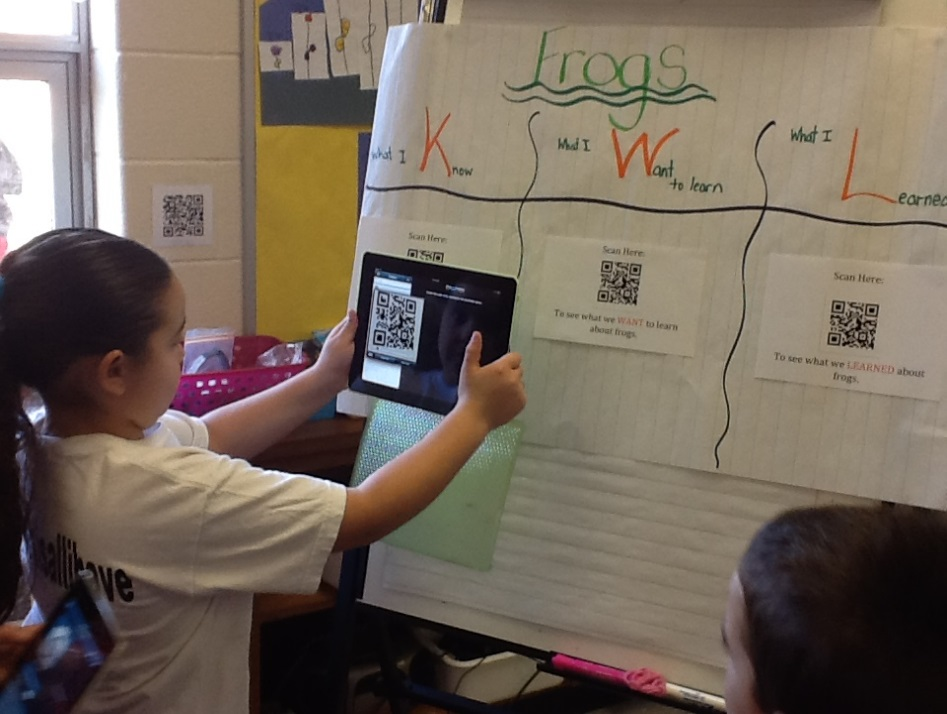 Frogs
What I Know
What I Want to learn
What I Learned
Scan Here:
Scan Here:
To see what we WANT to learn
about frogs.
Scan Here:
To see what we LEARNED about
frogs.